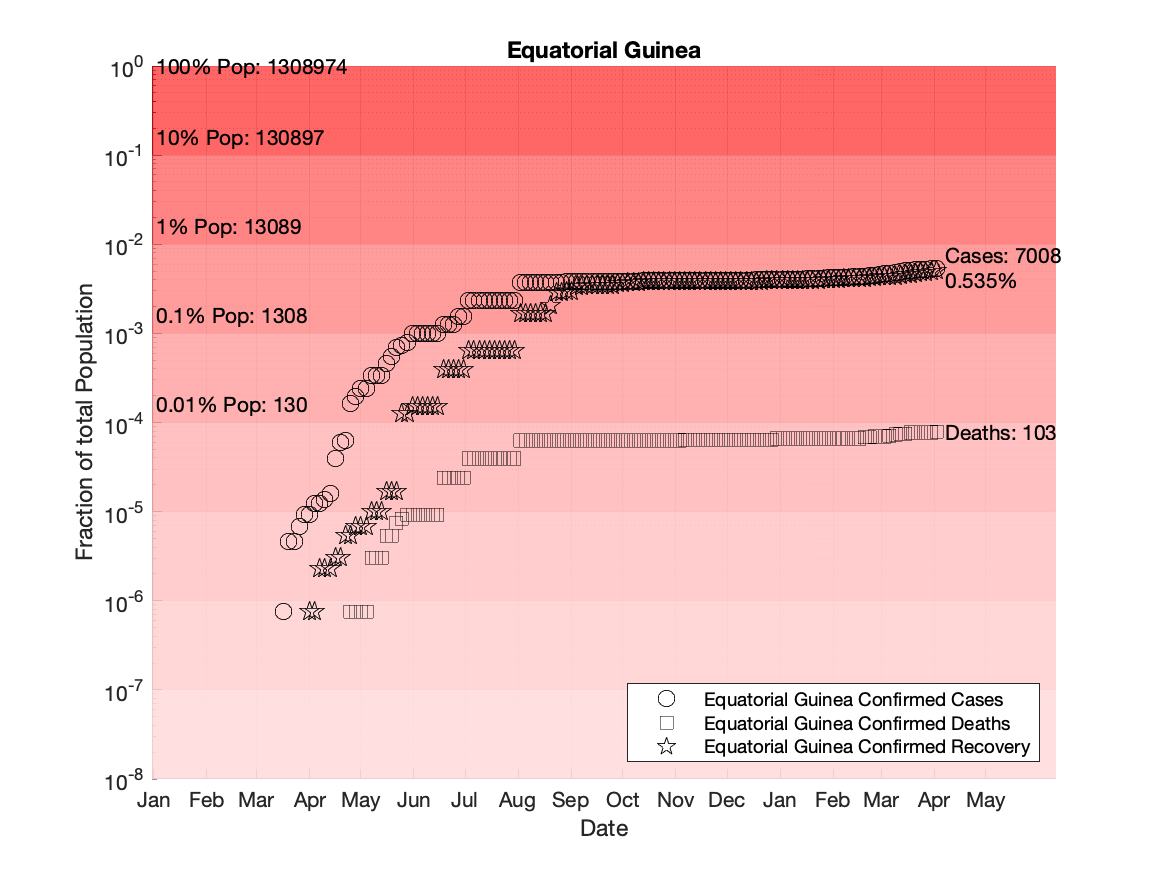 Equatorial Guinea
10^0
100% Pop: 1308974
10% Pop: 130897
10^-1
1% Pop: 13089
10^-2
Cases: 7008
0.535%
0.1% Pop: 1308
10^-3
0.01% Pop: 130
10^-4
Deaths: 103
10^-5
10^-6
10^-7
10^-8
Fraction of total Population
Equatorial Guinea Confirmed Cases
Equatorial Guinea Confirmed Deaths
Equatorial Guinea Confirmed Recovery
Jan Feb Mar Apr May Jun Jul Aug Sep Oct Nov Dec Jan Feb Mar Apr May
Date